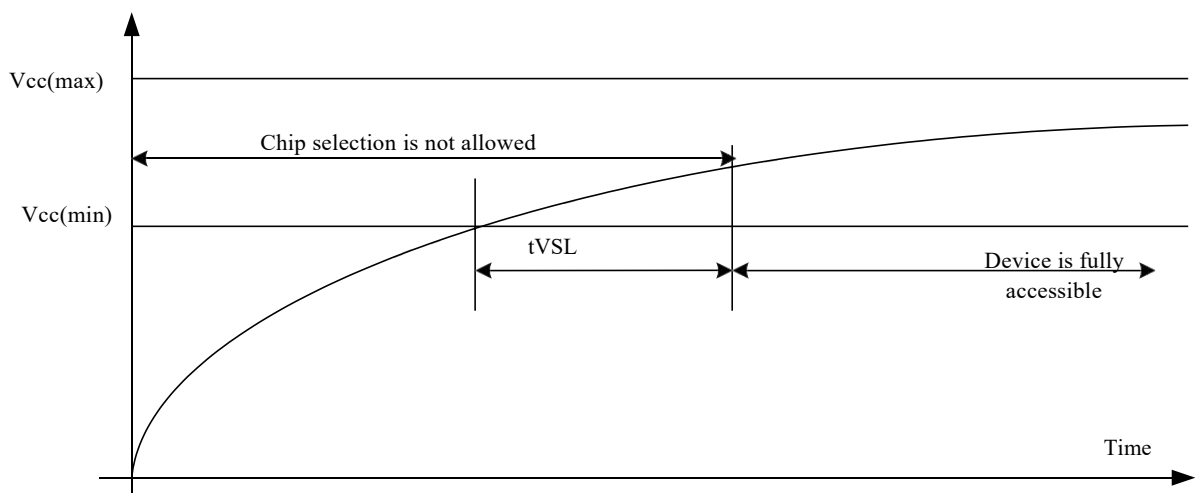 Vcc(max)
Chip selection is not allowed
Vcc(min)
tVSL
Device is fully
accessible
Time